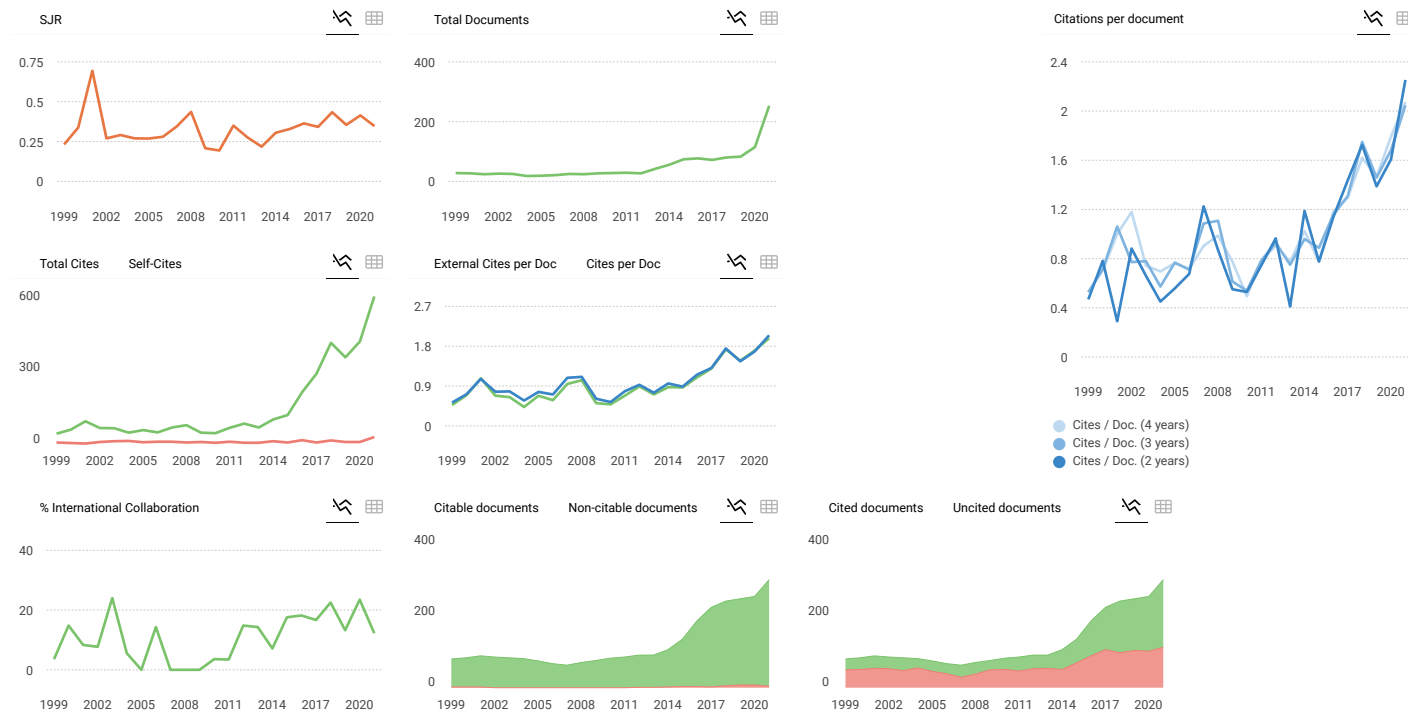 SJR
0.75
0.5
0.25
0
1999 2002 2005 2008 2011 2014 2017 2020
Total Documents
400
200
0
1999 2002 2005 2008 2011 2014 2017 2020
Citations per document
2.4
2
1.6
1.2
0.8
0.4
0
1999 2002 2005 2008 2011 2014 2017 2020
Cites / Doc. (4 years)
Cites / Doc. (3 years)
Cites / Doc. (2 years)
Total Cites Self-Cites
600
300
0
1999 2002 2005 2008 2011 2014 2017 2020
External Cites per Doc Cites per Doc
2.7
1.8
0.9
0
1999 2002 2005 2008 2011 2014 2017 2020
% International Collaboration
40
20
0
1999 2002 2005 2008 2011 2014 2017 2020
Citable documents Non-citable documents
400
200
0
1999 2002 2005 2008 2011 2014 2017 2020
Cited documents Uncited documents
400
200
0
1999 2002 2005 2008 2011 2014 2017 2020